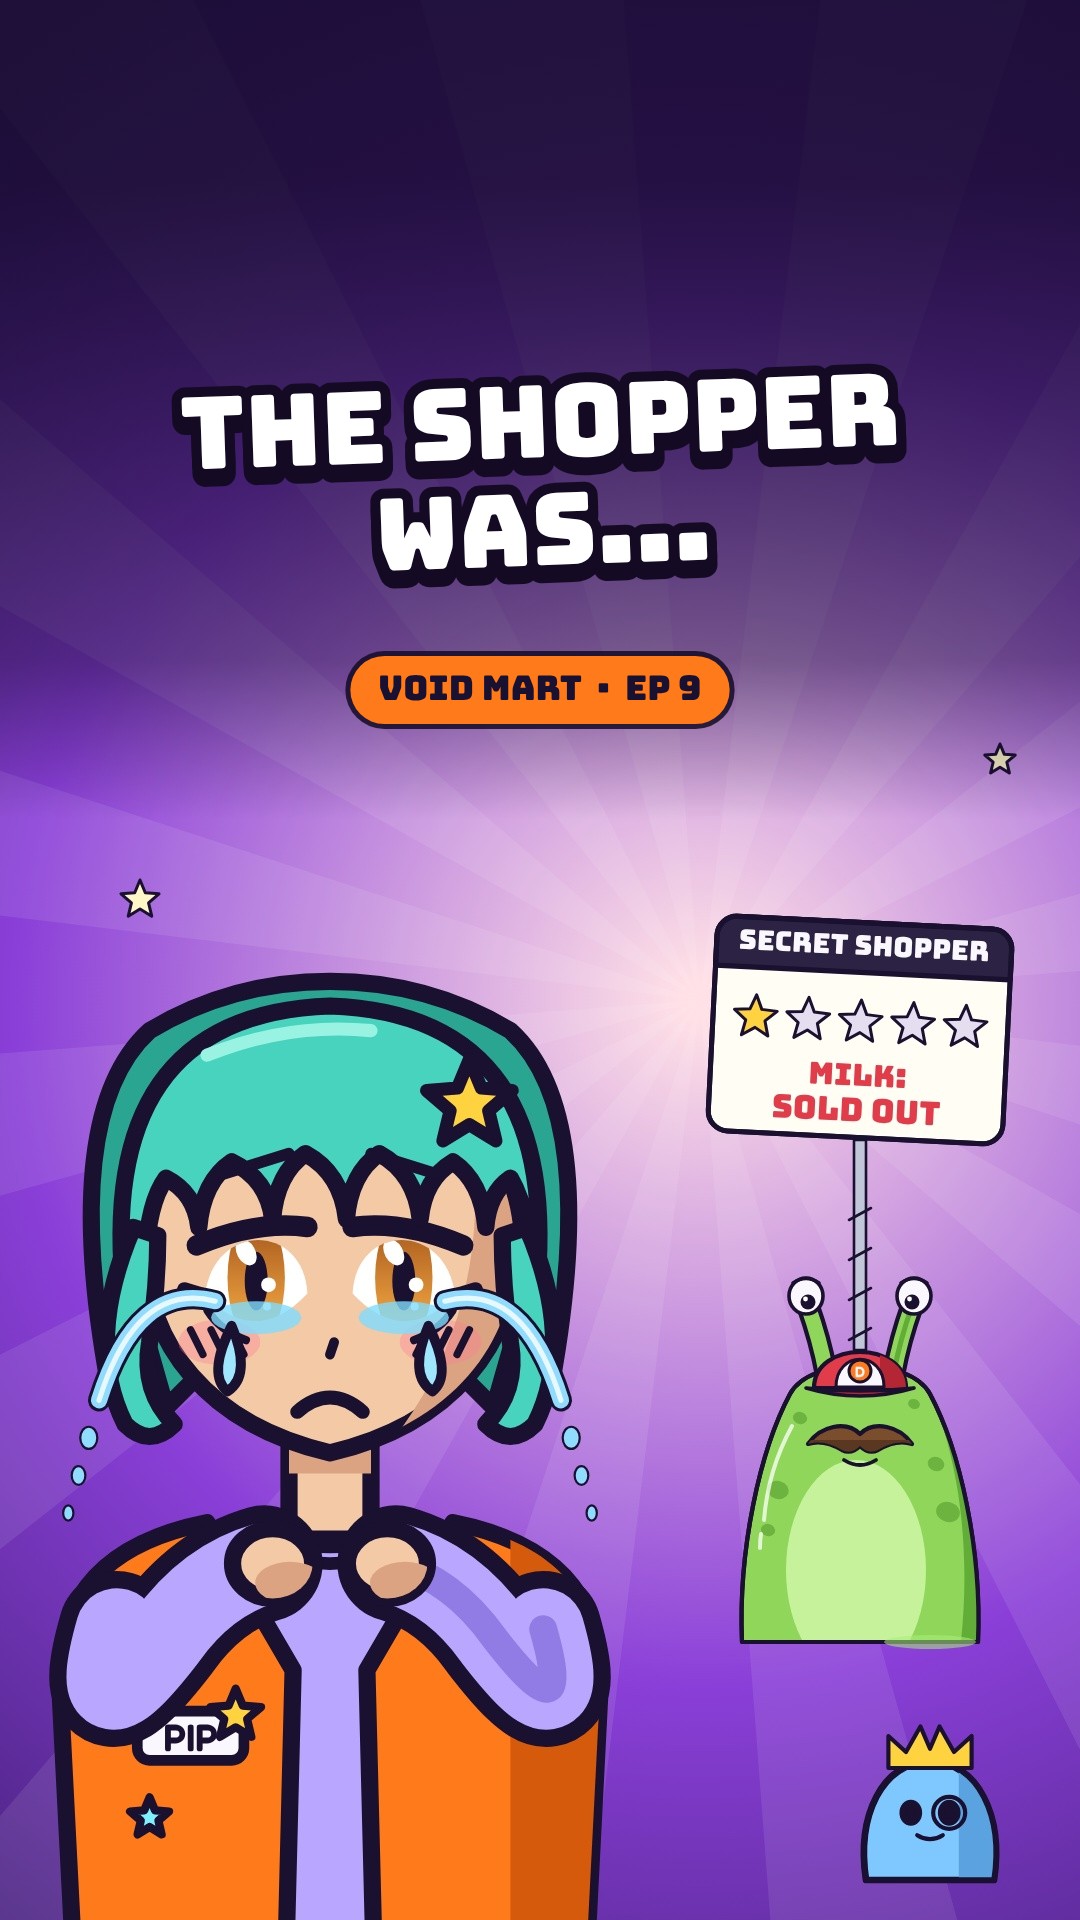 THE SHOPPER
WAS...
VOID MART · EP 9
SECRET SHOPPER
MILK:
SOLD OUT
D
PIP